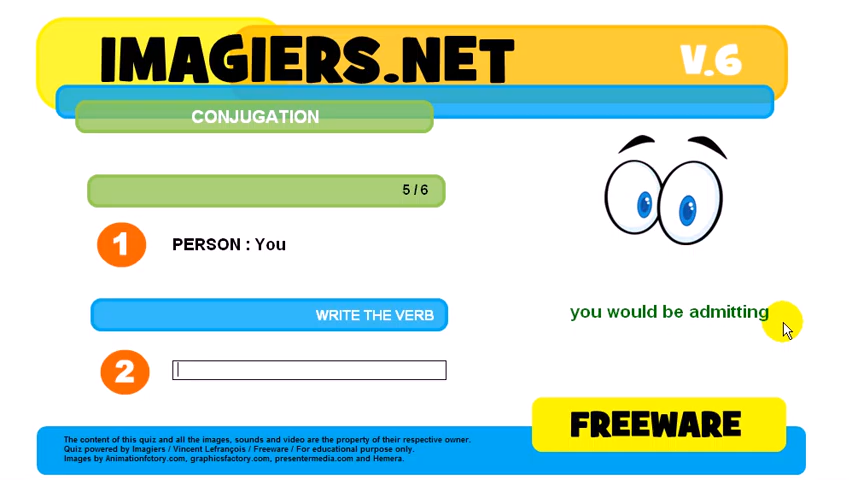 IMAGIERS.NET
V.6
CONJUGATION
5 / 6
1
PERSON : You
WRITE THE VERB
you would be admitting
2
FREEWARE
The content of this quiz and all the images, sounds and video are the property of their respective owner.
Quiz powered by Imagiers / Vincent Lefrançois / Freeware / For educational purpose only.
Images by Animationfctory.com, graphicsfactory.com, presentermedia.com and Hemera.